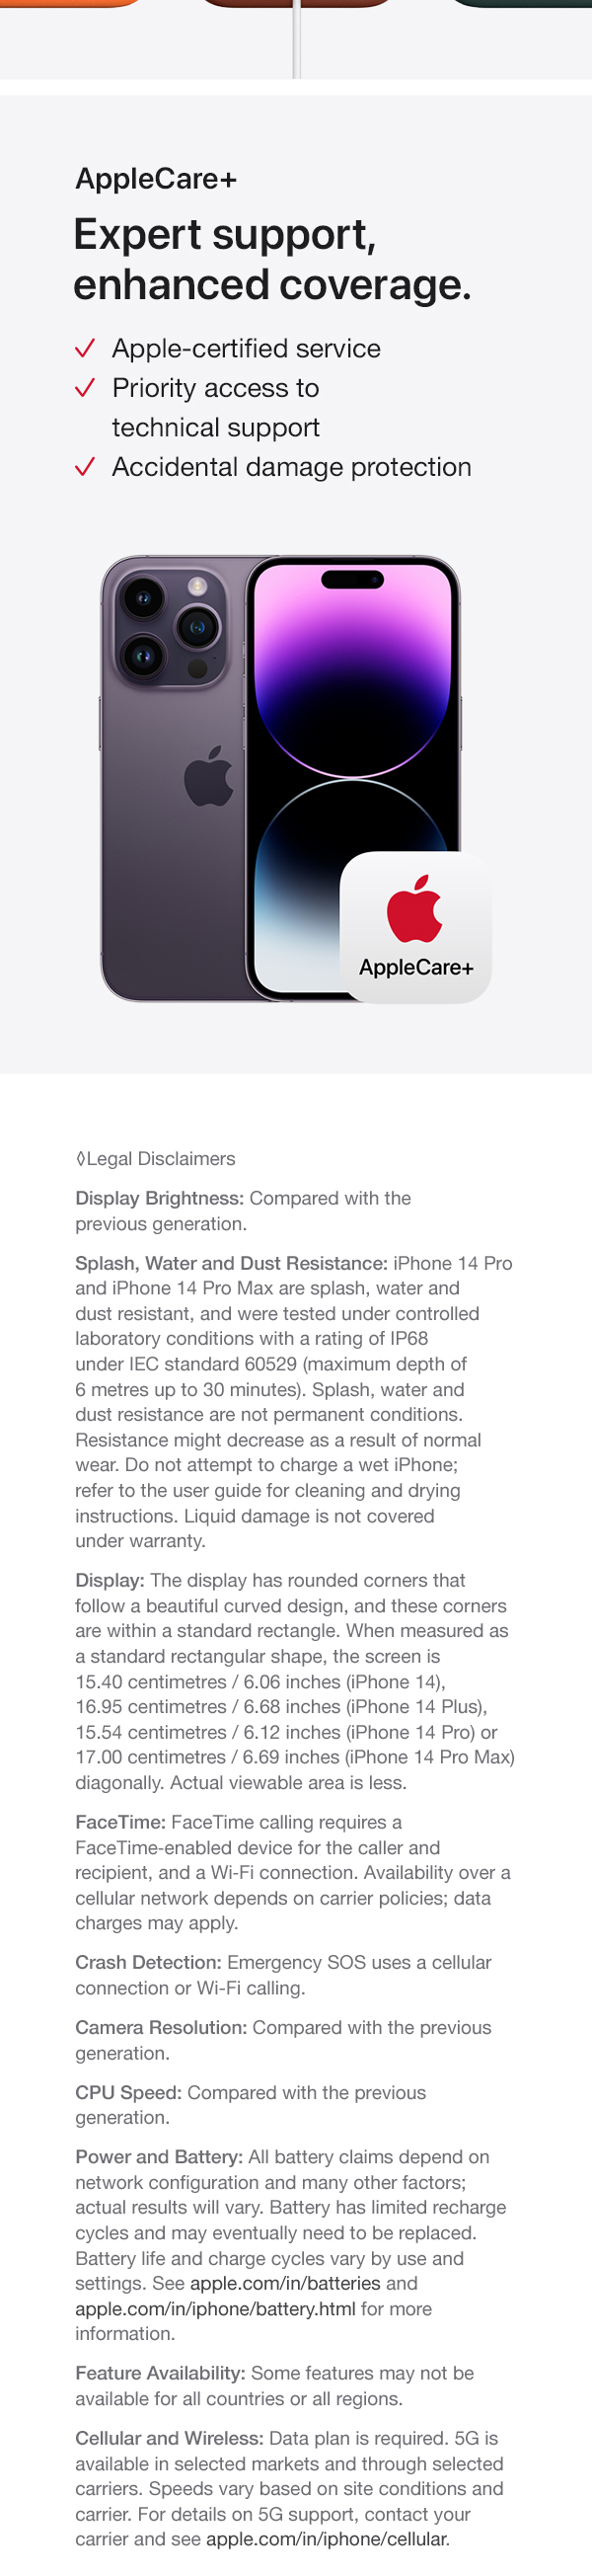 AppleCare+
Expert support,
enhanced coverage.
Apple-certified service
Priority access to
technical support
Accidental damage protection
AppleCare+
◊Legal Disclaimers
Display Brightness: Compared with the
previous generation.
Splash, Water and Dust Resistance: iPhone 14 Pro
and iPhone 14 Pro Max are splash, water and
dust resistant, and were tested under controlled
laboratory conditions with a rating of IP68
under IEC standard 60529 (maximum depth of
6 metres up to 30 minutes). Splash, water and
dust resistance are not permanent conditions.
Resistance might decrease as a result of normal
wear. Do not attempt to charge a wet iPhone;
refer to the user guide for cleaning and drying
instructions. Liquid damage is not covered
under warranty.
Display: The display has rounded corners that
follow a beautiful curved design, and these corners
are within a standard rectangle. When measured as
a standard rectangular shape, the screen is
15.40 centimetres / 6.06 inches (iPhone 14),
16.95 centimetres / 6.68 inches (iPhone 14 Plus),
15.54 centimetres / 6.12 inches (iPhone 14 Pro) or
17.00 centimetres / 6.69 inches (iPhone 14 Pro Max)
diagonally. Actual viewable area is less.
FaceTime: FaceTime calling requires a
FaceTime-enabled device for the caller and
recipient, and a Wi-Fi connection. Availability over a
cellular network depends on carrier policies; data
charges may apply.
Crash Detection: Emergency SOS uses a cellular
connection or Wi-Fi calling.
Camera Resolution: Compared with the previous
generation.
CPU Speed: Compared with the previous
generation.
Power and Battery: All battery claims depend on
network configuration and many other factors;
actual results will vary. Battery has limited recharge
cycles and may eventually need to be replaced.
Battery life and charge cycles vary by use and
settings. See apple.com/in/batteries and
apple.com/in/iphone/battery.html for more
information.
Feature Availability: Some features may not be
available for all countries or all regions.
Cellular and Wireless: Data plan is required. 5G is
available in selected markets and through selected
carriers. Speeds vary based on site conditions and
carrier. For details on 5G support, contact your
carrier and see apple.com/in/iphone/cellular.